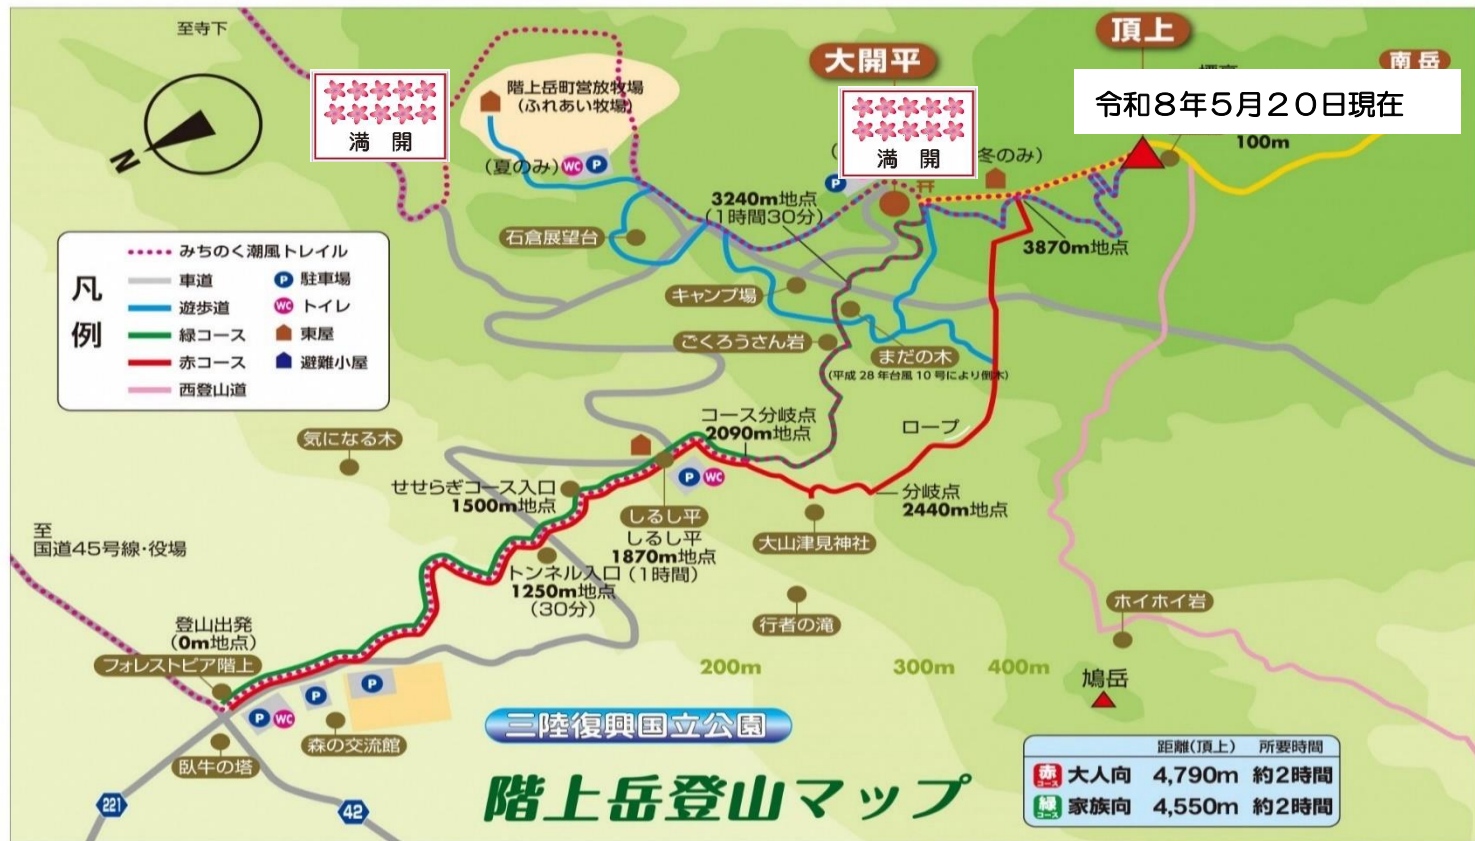 至寺下
満 開
階上岳町営放牧場
(ふれあい牧場)
(夏のみ)
WC
P
大開平
満 開
P
頂上
南岳
令和8年5月20日現在
100m
冬のみ)
3240m地点
(1時間30分)
3870m地点
N
石倉展望台
キャンプ場
ごくろうさん岩
まだの木
(平成28年台風10号により倒木)
凡例
みちのく潮風トレイル
車道
遊歩道
緑コース
赤コース
西登山道
P 駐車場
WC トイレ
東屋
避難小屋
気になる木
コース分岐点
2090m地点
ロープ
せせらぎコース入口
1500m地点
P
WC
分岐点
2440m地点
しるし平
しるし平
1870m地点
(1時間)
大山津見神社
至
国道45号線・役場
トンネル入口
1250m地点
(30分)
行者の滝
ホイホイ岩
登山出発
(0m地点)
フォレストピア階上
200m
300m
400m
鳩岳
P
WC
P
P
森の交流館
臥牛の塔
221
42
三陸復興国立公園
階上岳登山マップ
距離(頂上) 所要時間
赤コース 大人向 4,790m 約2時間
緑コース 家族向 4,550m 約2時間